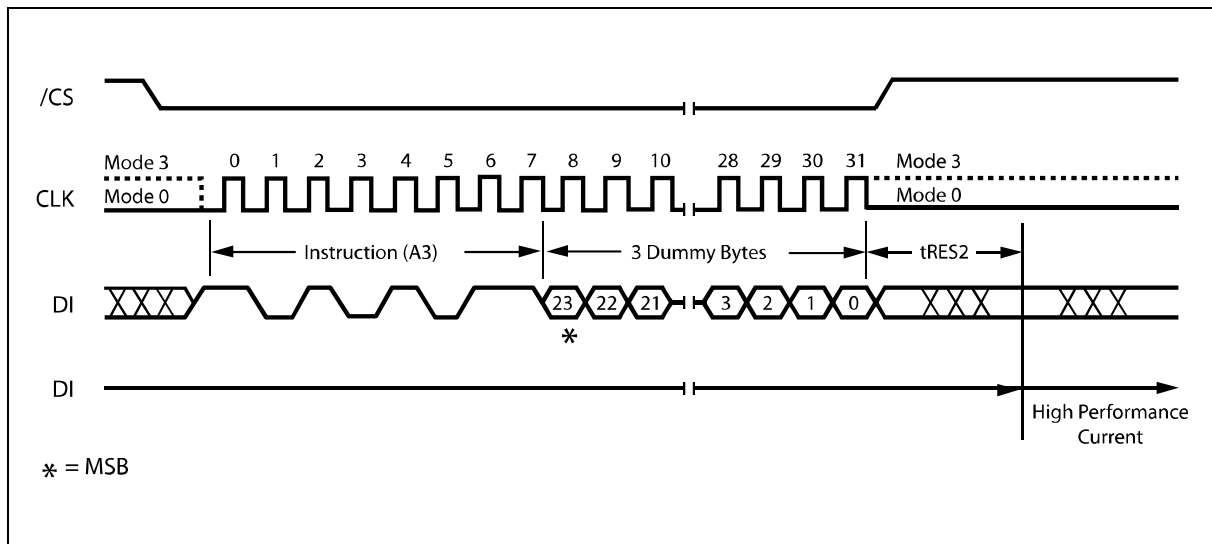 /CS
Mode 3 0 1 2 3 4 5 6 7 8 9 10 28 29 30 31 Mode 3
CLK Mode 0 Mode 0
Instruction (A3) 3 Dummy Bytes tRES2
DI 23 22 21 3 2 1 0
*
DI
High Performance
Current
* = MSB